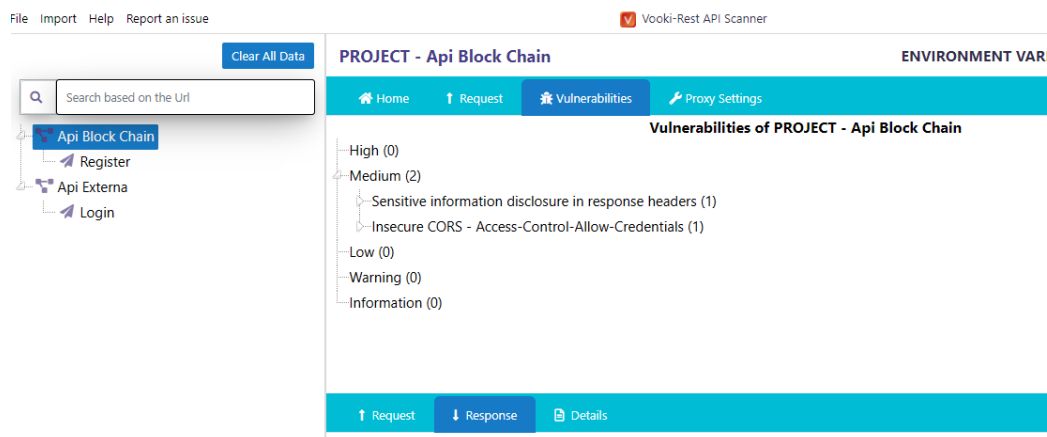 File Import Help Report an issue
Vooki-Rest API Scanner
Clear All Data
Search based on the Url
Api Block Chain
Register
Api Externa
Login
PROJECT - Api Block Chain
ENVIRONMENT VARI
Home Request Vulnerabilities Proxy Settings
Vulnerabilities of PROJECT - Api Block Chain
High (0)
Medium (2)
Sensitive information disclosure in response headers (1)
Insecure CORS - Access-Control-Allow-Credentials (1)
Low (0)
Warning (0)
Information (0)
Request Response Details